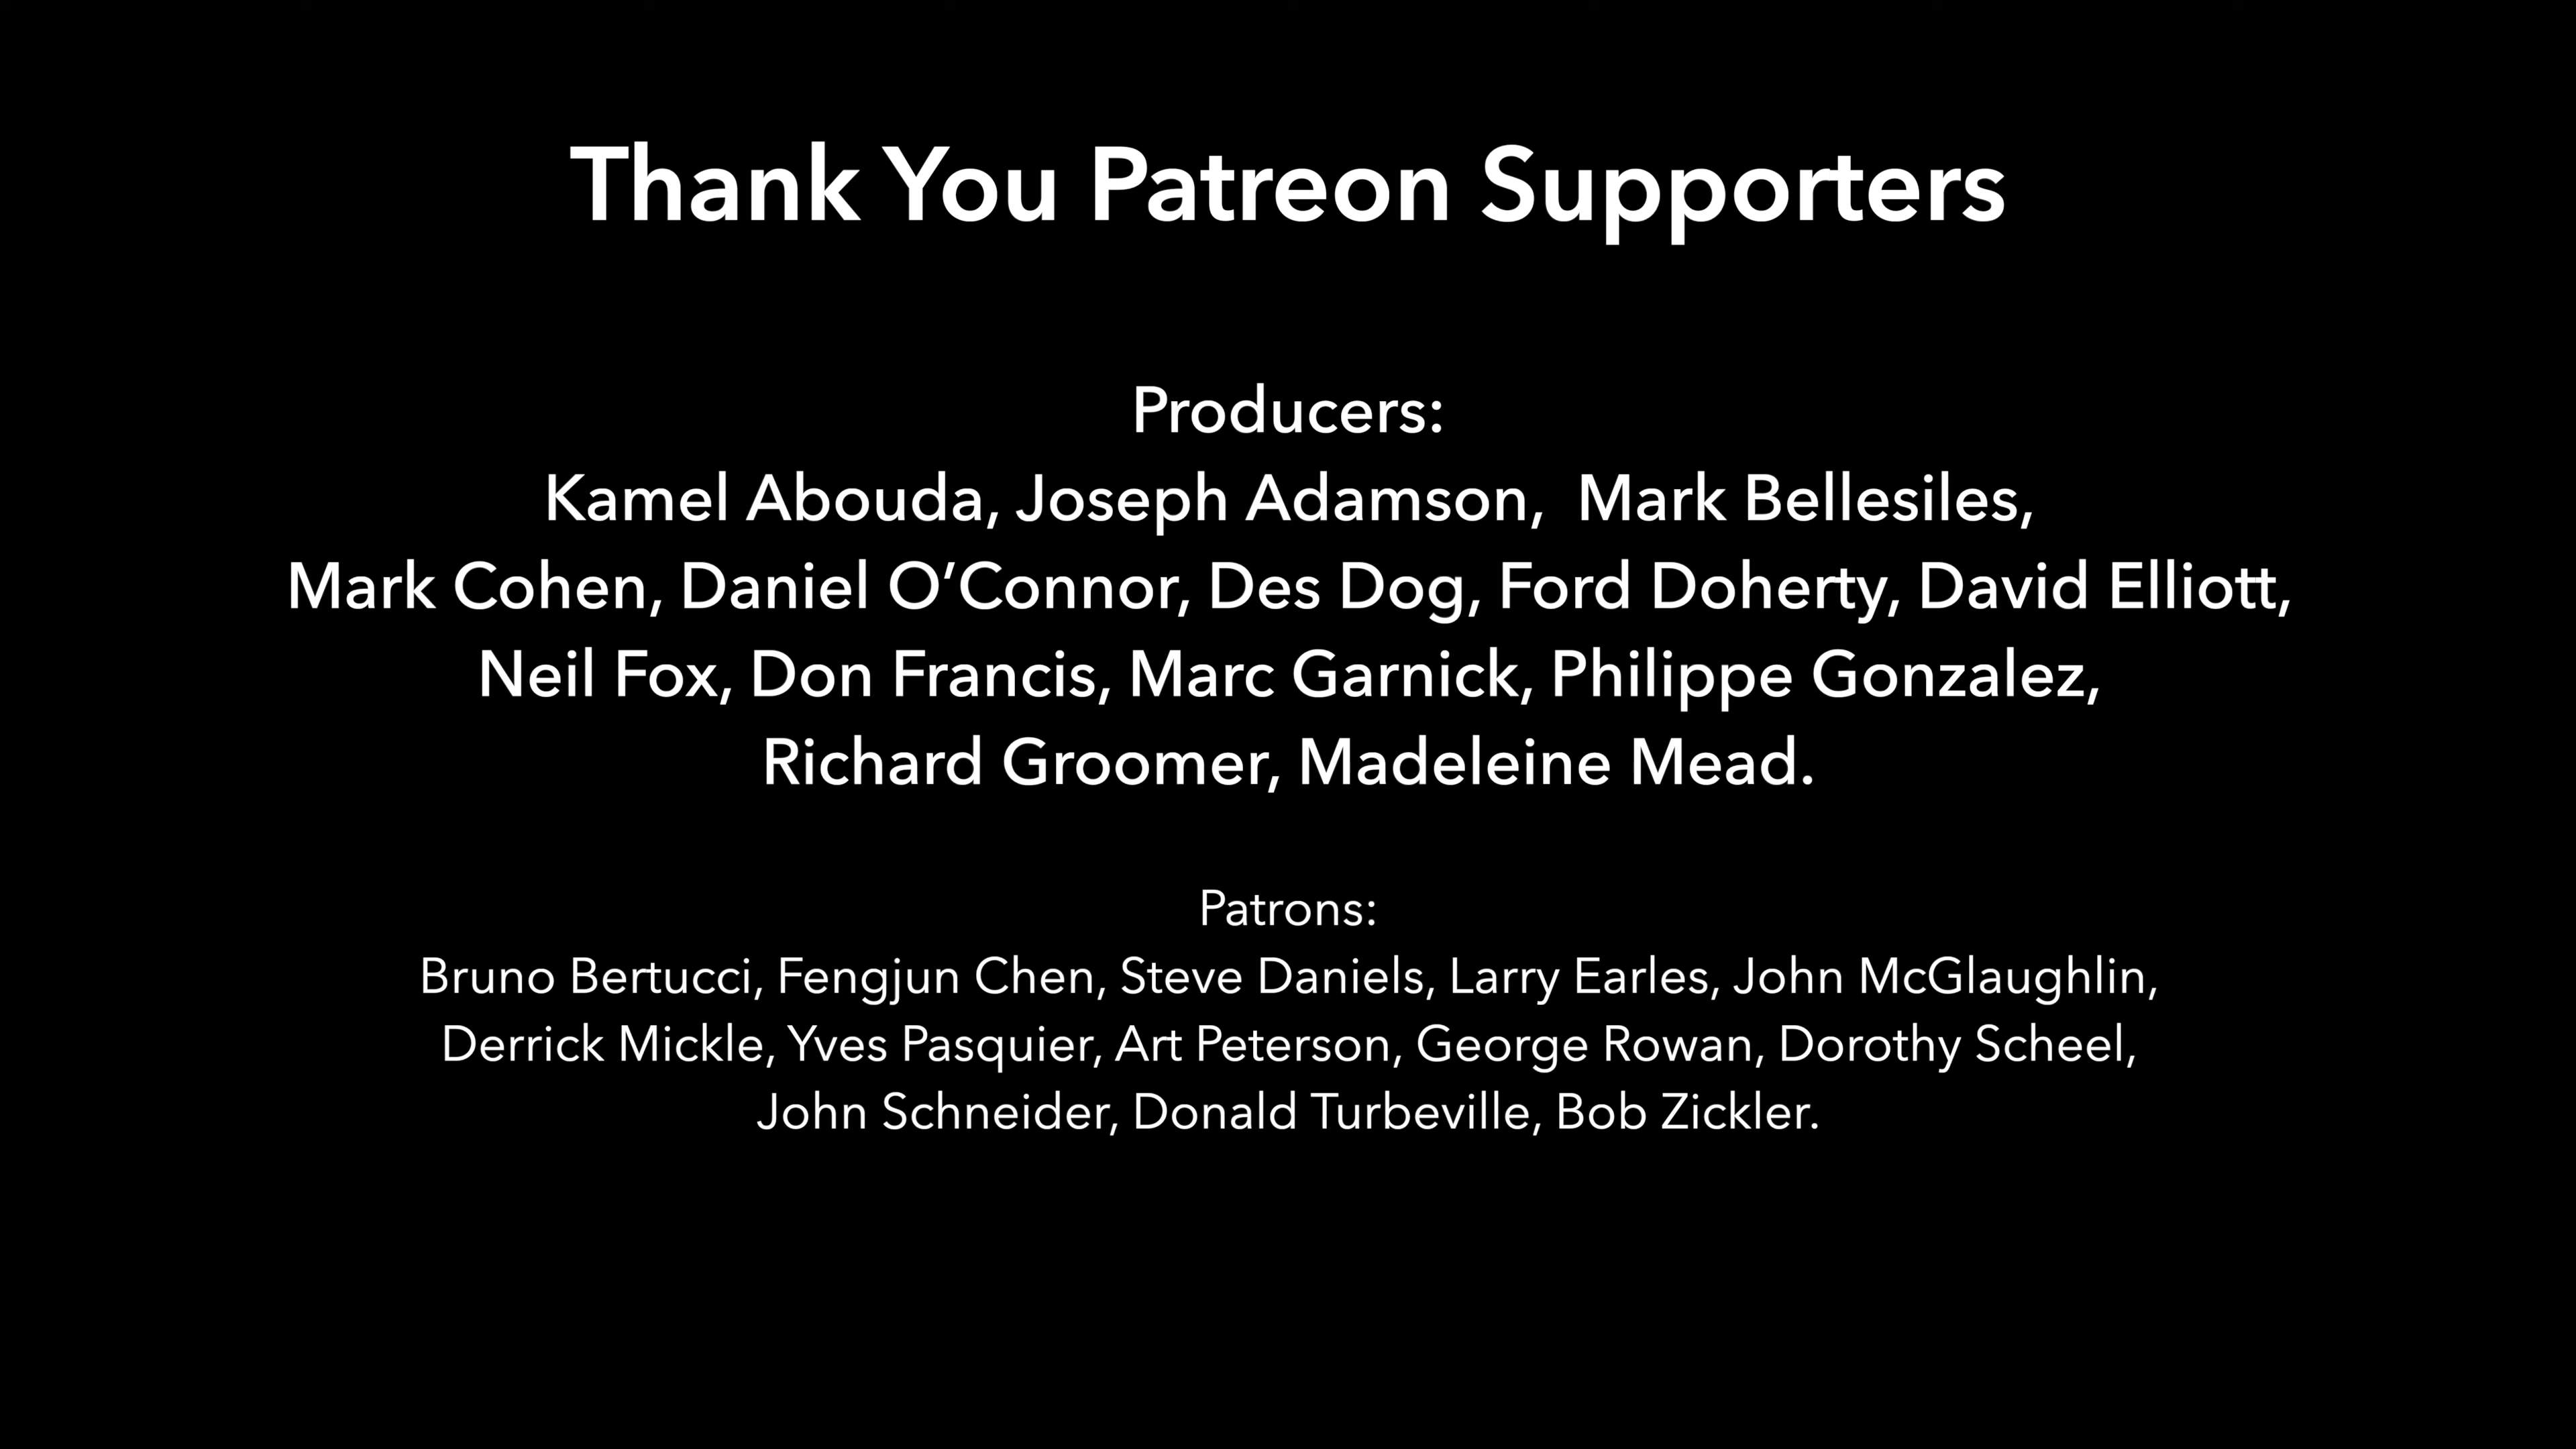 Thank You Patreon Supporters
Producers:
Kamel Abouda, Joseph Adamson,  Mark Bellesiles,
Mark Cohen, Daniel O‘Connor, Des Dog, Ford Doherty, David Elliott,
Neil Fox, Don Francis, Marc Garnick, Philippe Gonzalez,
Richard Groomer, Madeleine Mead.
Patrons:
Bruno Bertucci, Fengjun Chen, Steve Daniels, Larry Earles, John McGlaughlin,
Derrick Mickle, Yves Pasquier, Art Peterson, George Rowan, Dorothy Scheel,
John Schneider, Donald Turbeville, Bob Zickler.